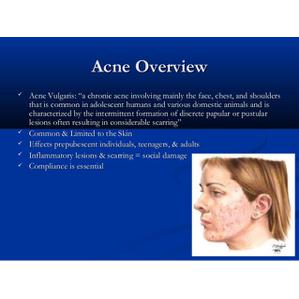 Acne Overview
Acne Vulgaris: “a chronic acne involving mainly the face, chest, and shoulders
that is common in adolescent humans and various domestic animals and is
characterized by the intermittent formation of discrete papular or pustular
lesions often resulting in considerable scarring”
Common & Limited to the Skin
Effects prepubescent individuals, teenagers, & adults
Inflammatory lesions & scarring = social damage
Compliance is essential